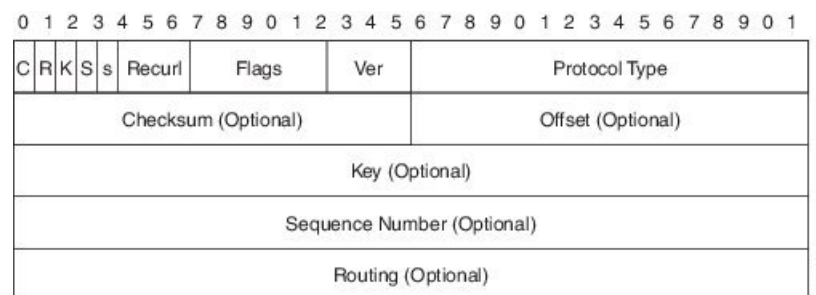 0 1 2 3 4 5 6 7 8 9 0 1 2 3 4 5 6 7 8 9 0 1 2 3 4 5 6 7 8 9 0 1
C R K S s Recurl Flags Ver Protocol Type
Checksum (Optional) Offset (Optional)
Key (Optional)
Sequence Number (Optional)
Routing (Optional)